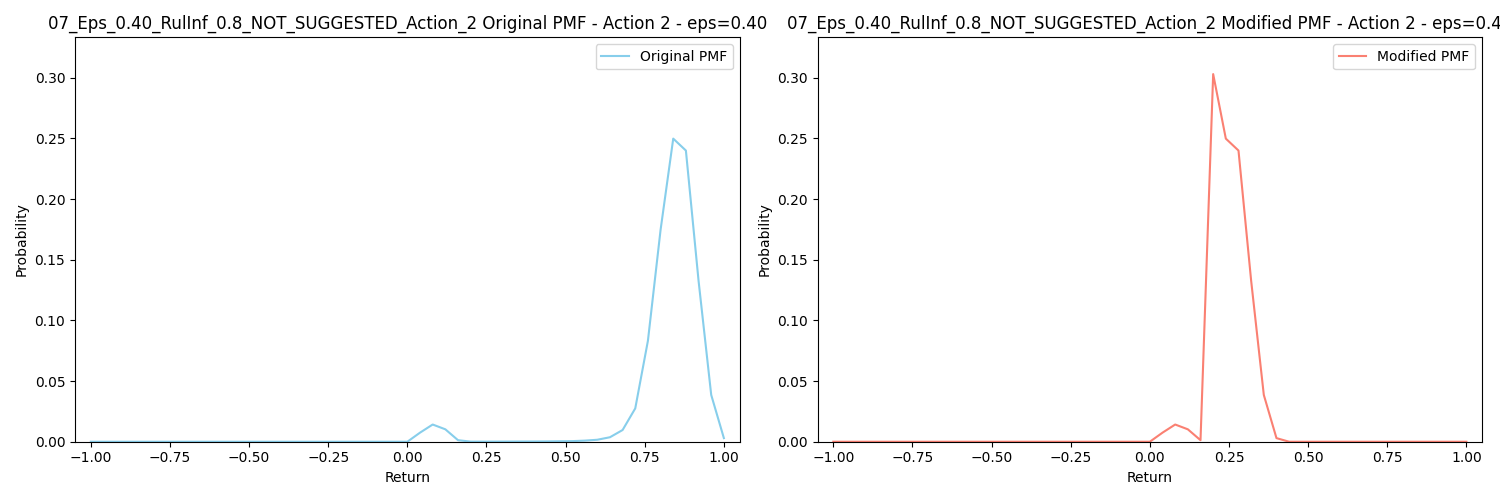 07_Eps_0.40_RulInf_0.8_NOT_SUGGESTED_Action_2 Original PMF - Action 2 - eps=0.40
Original PMF
Probability
0.30
0.25
0.20
0.15
0.10
0.05
0.00
−1.00 −0.75 −0.50 −0.25 0.00 0.25 0.50 0.75 1.00
Return
07_Eps_0.40_RulInf_0.8_NOT_SUGGESTED_Action_2 Modified PMF - Action 2 - eps=0.4
Modified PMF
Probability
0.30
0.25
0.20
0.15
0.10
0.05
0.00
−1.00 −0.75 −0.50 −0.25 0.00 0.25 0.50 0.75 1.00
Return